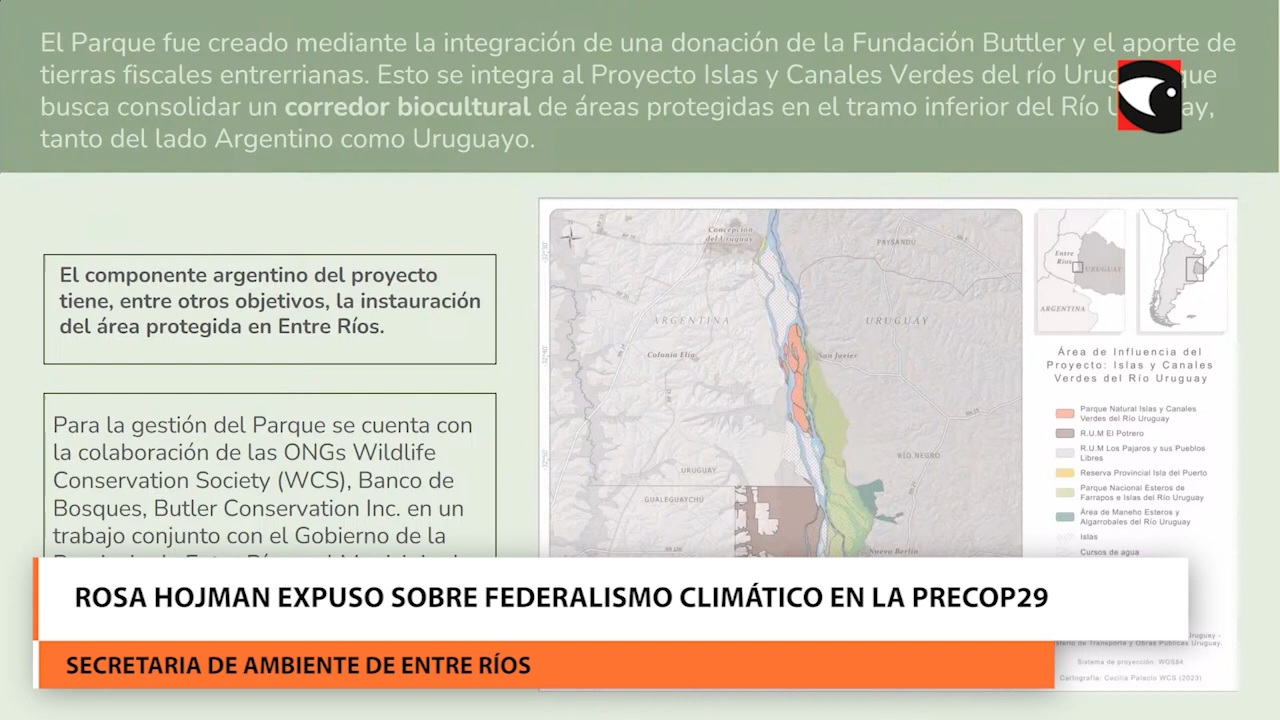 El Parque fue creado mediante la integración de una donación de la Fundación Buttler y el aporte de
tierras fiscales entrerrianas. Esto se integra al Proyecto Islas y Canales Verdes del río que
busca consolidar un corredor biocultural de áreas protegidas en el tramo inferior del Río
tanto del lado Argentino como Uruguayo.
El componente argentino del proyecto
tiene, entre otros objetivos, la instauración
del área protegida en Entre Ríos.
Para la gestión del Parque se cuenta con
la colaboración de las ONGs Wildlife
Conservation Society (WCS), Banco de
Bosques, Butler Conservation Inc. en un
trabajo conjunto con el Gobierno de la
Concepción
del Uruguay
PAYSANDÚ
ARGENTINA
URUGUAY
Colonia Elía
San Javier
URUGUAY
RÍO NEGRO
GUALEGUAYCHÚ
Nuevo Berlín
Entre
Ríos
URUGUAY
ARGENTINA
Área de Influencia del
Proyecto: Islas y Canales
Verdes del Río Uruguay
Parque Natural Islas y Canales
Verdes del Río Uruguay
R.U.M El Potrero
R.U.M Los Pajaros y sus Pueblos
Libres
Reserva Provincial Isla del Puerto
Parque Nacional Esteros de
Farrapos e Islas del Río Uruguay
Área de Maneho Esteros y
Algarrobales del Río Uruguay
Islas
Cursos de agua
Uruguay -
de Transporte y Obras Públicas Uruguay.
Sistema de proyección: WGS84
Cartografía: Cecilia Palacio WCS (2023)
ROSA HOJMAN EXPUSO SOBRE FEDERALISMO CLIMÁTICO EN LA PRECOP29
SECRETARIA DE AMBIENTE DE ENTRE RÍOS